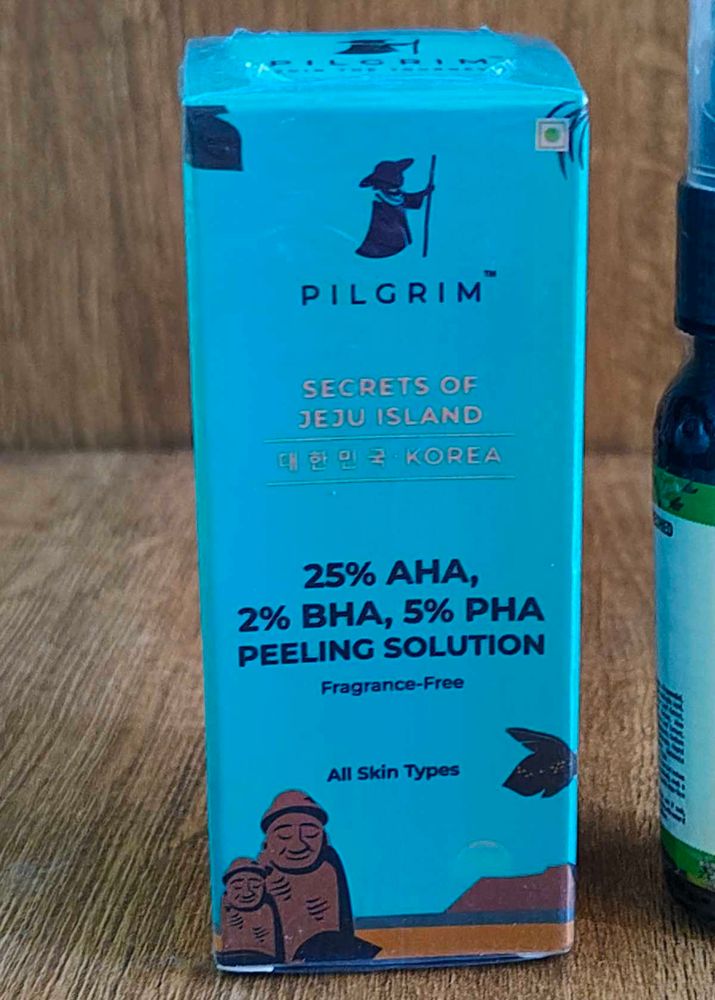 PILGRIM
PILGRIM™
SECRETS OF
JEJU ISLAND
대한민국·KOREA
25% AHA,
2% BHA, 5% PHA
PEELING SOLUTION
Fragrance-Free
All Skin Types